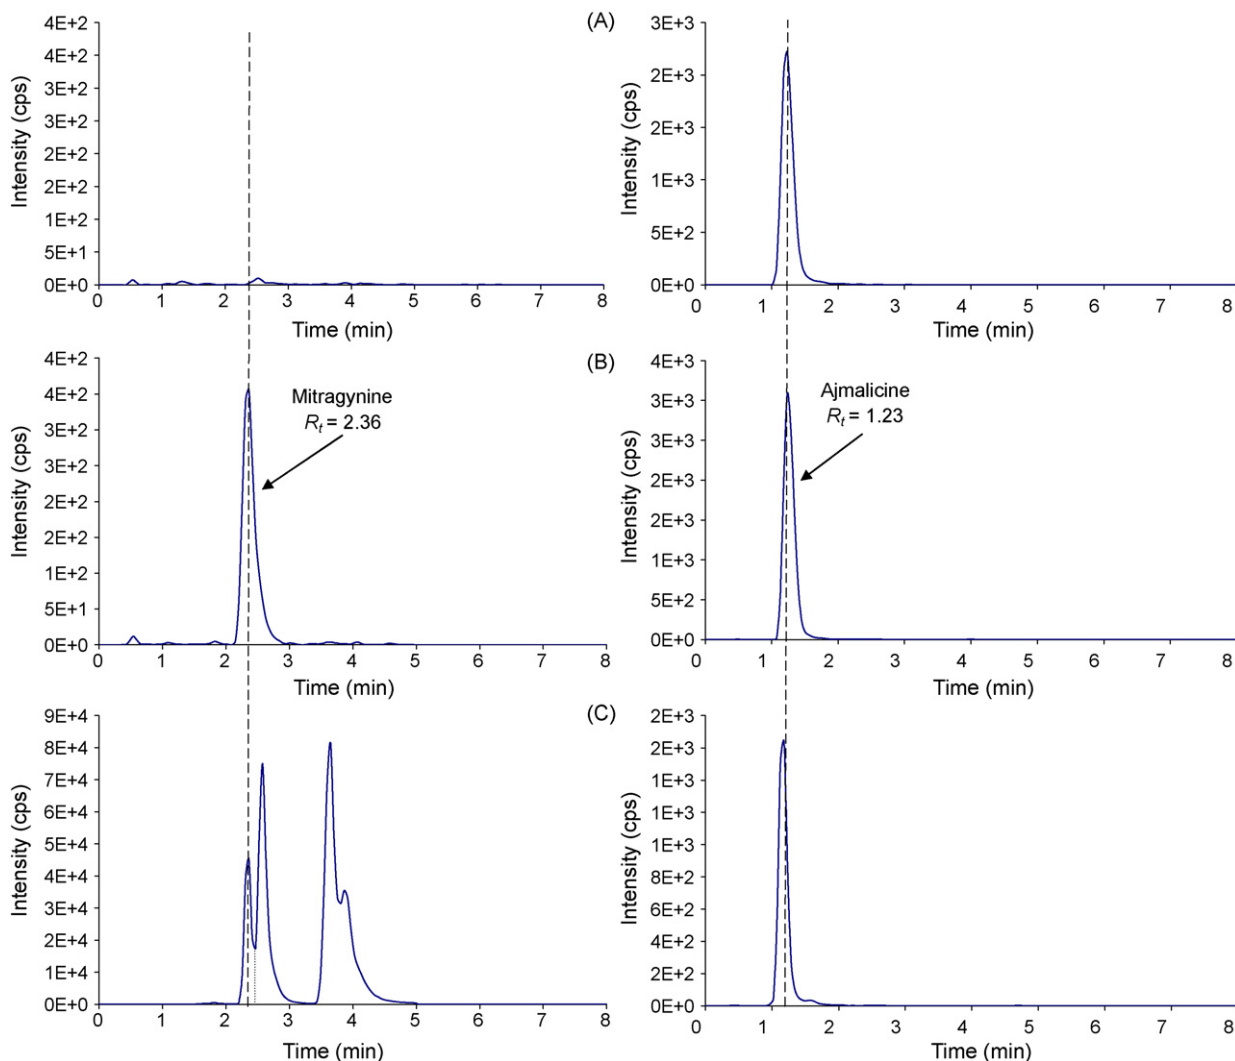 (A)
Intensity (cps)
4E+2
4E+2
3E+2
3E+2
2E+2
2E+2
1E+2
5E+1
0E+0
0 1 2 3 4 5 6 7 8
Time (min)
Intensity (cps)
3E+3
2E+3
2E+3
1E+3
5E+2
0E+0
0 1 2 3 4 5 6 7 8
Time (min)
(B)
Intensity (cps)
4E+2
4E+2
3E+2
3E+2
2E+2
2E+2
1E+2
5E+1
0E+0
Mitragynine
Rt = 2.36
0 1 2 3 4 5 6 7 8
Time (min)
Intensity (cps)
4E+3
3E+3
3E+3
2E+3
2E+3
1E+3
5E+2
0E+0
Ajmalicine
Rt = 1.23
0 1 2 3 4 5 6 7 8
Time (min)
(C)
Intensity (cps)
9E+4
8E+4
7E+4
6E+4
5E+4
4E+4
3E+4
2E+4
1E+4
0E+0
0 1 2 3 4 5 6 7 8
Time (min)
Intensity (cps)
2E+3
2E+3
1E+3
1E+3
1E+3
8E+2
6E+2
4E+2
2E+2
0E+0
0 1 2 3 4 5 6 7 8
Time (min)